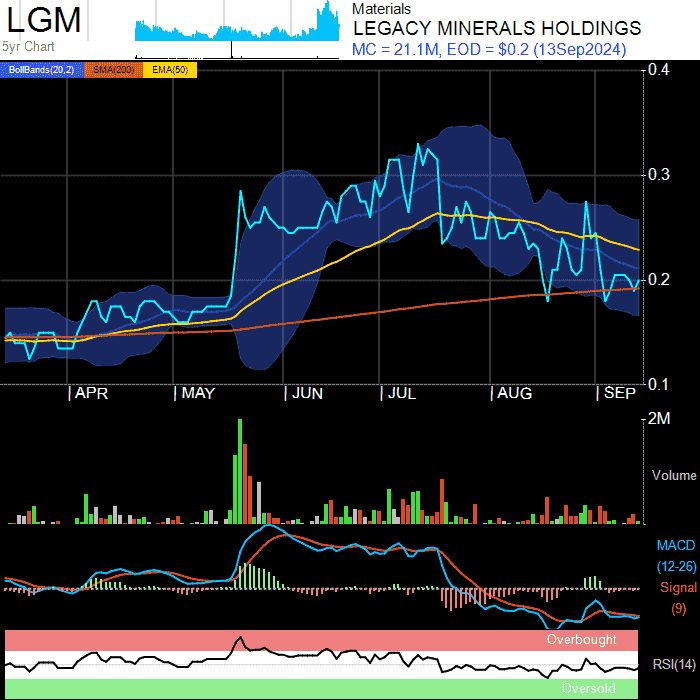 LGM
5yr Chart
Materials
LEGACY MINERALS HOLDINGS
MC = 21.1M, EOD = $0.2 (13Sep2024)
BollBands(20,2) SMA(200) EMA(50)
0.4
0.3
0.2
0.1
APR MAY JUN JUL AUG SEP
2M
Volume
MACD
(12-26)
Signal
(9)
Overbought
RSI(14)
Oversold